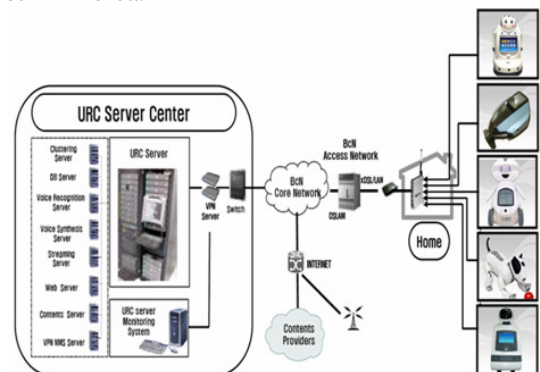 URC Server Center
Clustering
Server
DB Server
Voice Recognition
Server
Voice Synthesis
Server
Streaming
Server
Web Server
Contents Server
VPN NMS Server
URC Server
URC server
Monitoring
System
VPN
Server
Switch
BcN
Core Network
BcN
Access Network
xDSL/LAN
DSLAM
INTERNET
Contents
Providers
Home